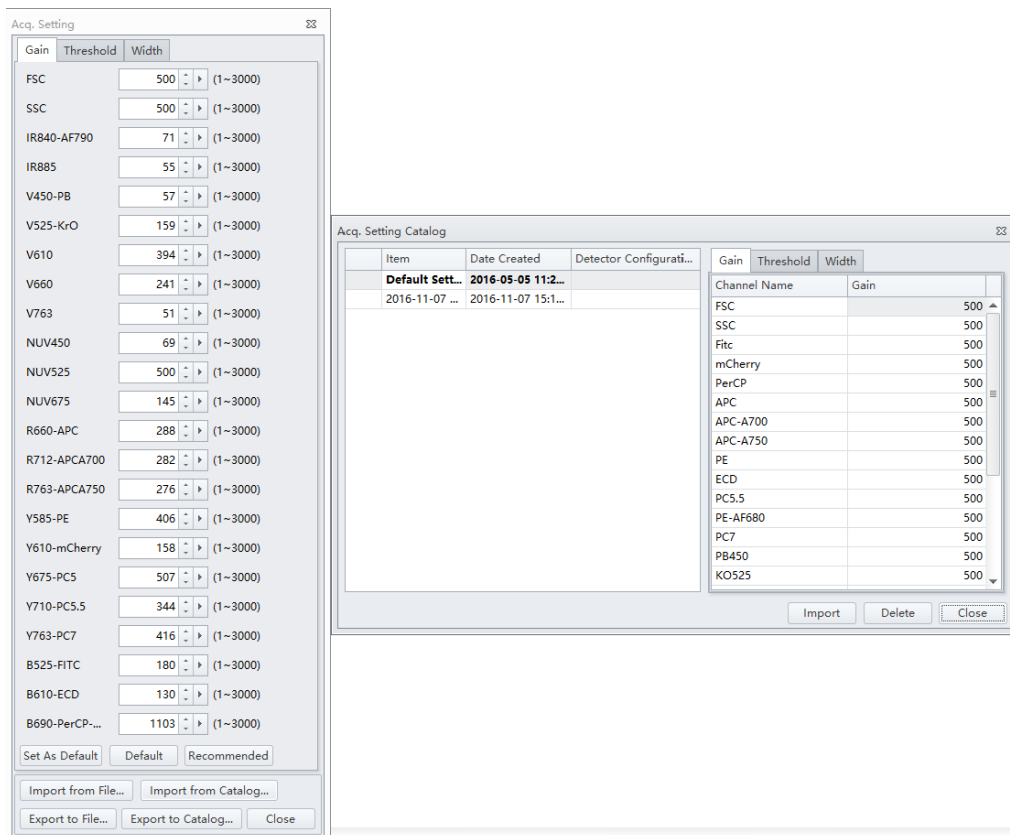 Acq. Setting
Gain Threshold Width
FSC 500 (1~3000)
SSC 500 (1~3000)
IR840-AF790 71 (1~3000)
IR885 55 (1~3000)
V450-PB 57 (1~3000)
V525-KrO 159 (1~3000)
V610 394 (1~3000)
V660 241 (1~3000)
V763 51 (1~3000)
NUV450 69 (1~3000)
NUV525 500 (1~3000)
NUV675 145 (1~3000)
R660-APC 288 (1~3000)
R712-APCA700 282 (1~3000)
R763-APCA750 276 (1~3000)
Y585-PE 406 (1~3000)
Y610-mCherry 158 (1~3000)
Y675-PC5 507 (1~3000)
Y710-PC5.5 344 (1~3000)
Y763-PC7 416 (1~3000)
B525-FITC 180 (1~3000)
B610-ECD 130 (1~3000)
B690-PerCP-... 1103 (1~3000)
Set As Default Default Recommended
Import from File... Import from Catalog...
Export to File... Export to Catalog... Close
Acq. Setting Catalog
Item Date Created Detector Configurati...
Default Sett... 2016-05-05 11:2...
2016-11-07 ... 2016-11-07 15:1...
Gain Threshold Width
Channel Name Gain
FSC 500
SSC 500
Fitc 500
mCherry 500
PerCP 500
APC 500
APC-A700 500
APC-A750 500
PE 500
ECD 500
PC5.5 500
PE-AF680 500
PC7 500
PB450 500
KO525 500
Import Delete Close